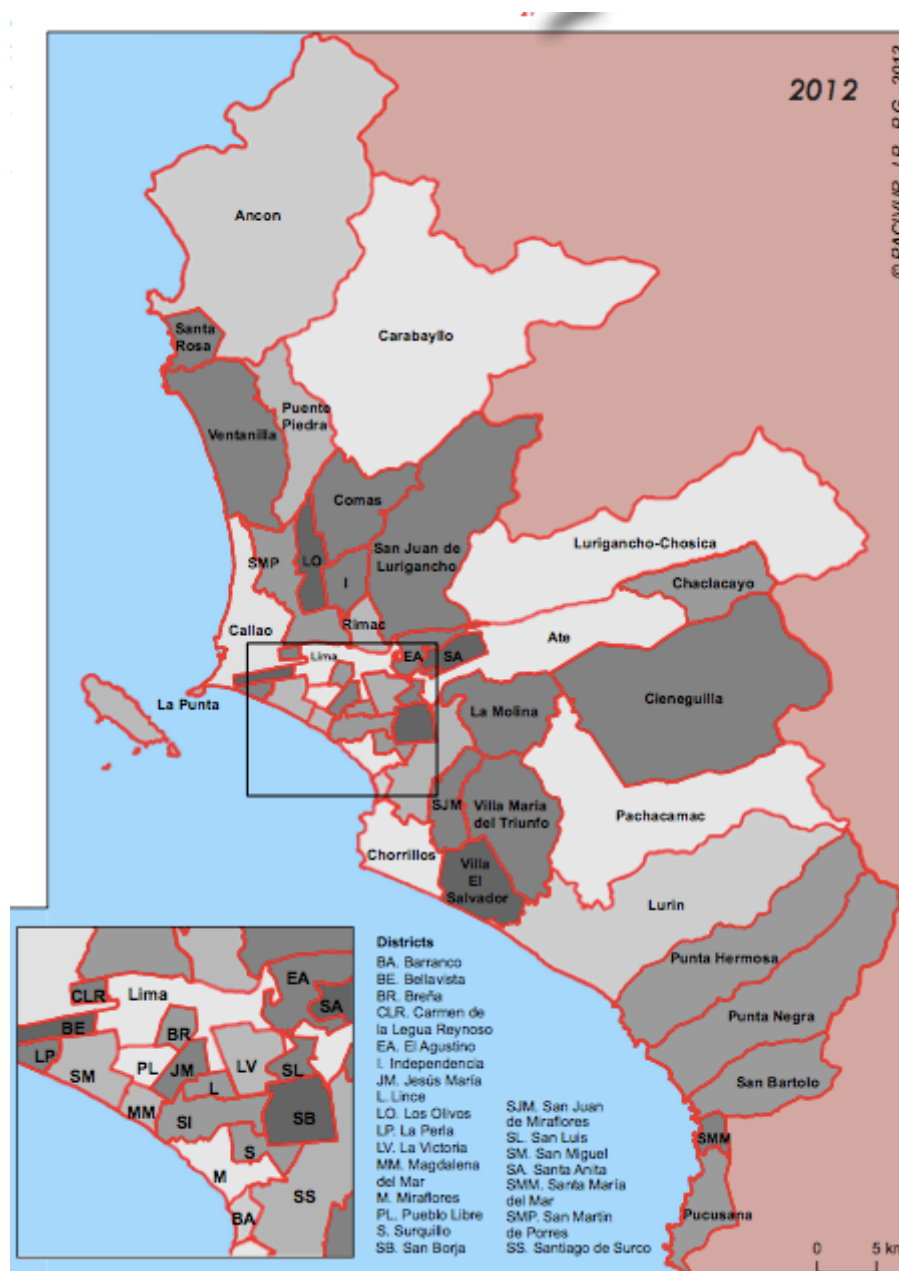 2012
© PACIVUR, J.P., P.G., 2012
Ancon
Carabayllo
Santa
Rosa
Puente
Piedra
Ventanilla
Comas
San Juan de
Lurigancho
Lurigancho-Chosica
Chaclacayo
SMP
LO
I
Rimac
Callao
Lima
EA
SA
Ate
La Punta
La Molina
Cieneguilla
SJM
Villa Maria
del Triunfo
Pachacamac
Chorrillos
Villa
El
Salvador
Lurin
Punta Hermosa
Punta Negra
San Bartolo
SMM
Pucusana
0 5 km
CLR
Lima
EA
SA
BE
BR
LP
SM
PL
JM
LV
SL
L
MM
SI
SB
S
M
SS
BA
Districts
BA. Barranco
BE. Bellavista
BR. Breña
CLR. Carmen de
la Legua Reynoso
EA. El Agustino
I. Independencia
JM. Jesús María
L. Lince
LO. Los Olivos
LP. La Perla
LV. La Victoria
MM. Magdalena
del Mar
M. Miraflores
PL. Pueblo Libre
S. Surquillo
SB. San Borja
SJM. San Juan
de Miraflores
SL. San Luis
SM. San Miguel
SA. Santa Anita
SMM. Santa María
del Mar
SMP. San Martin
de Porres
SS. Santiago de Surco